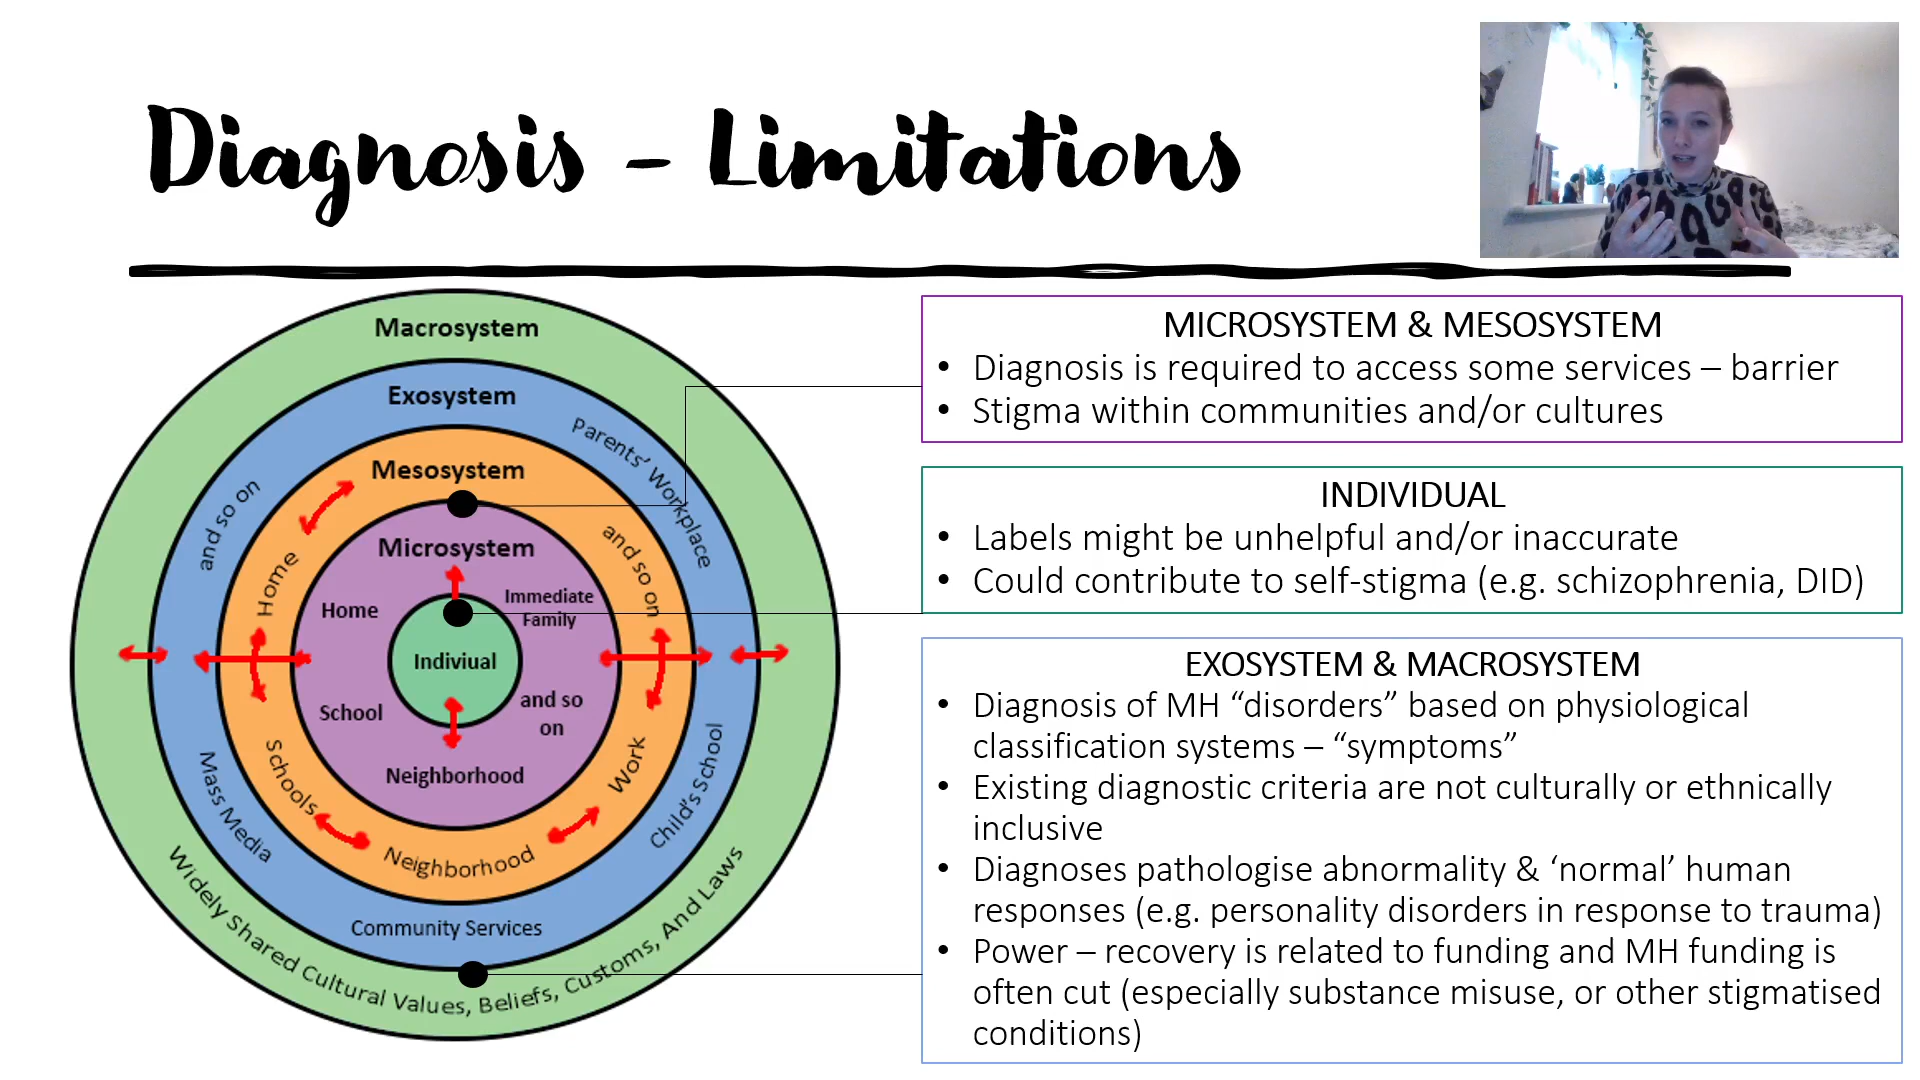 Diagnosis - Limitations
Macrosystem
Exosystem
Parents' Workplace
and so on
Mesosystem
Home
and so on
Microsystem
Home
Immediate
Family
Indiviual
School
and so
on
Neighborhood
Schools
Work
Neighborhood
Mass Media
Child's School
Community Services
Widely Shared Cultural Values, Beliefs, Customs, And Laws
MICROSYSTEM & MESOSYSTEM
• Diagnosis is required to access some services – barrier
• Stigma within communities and/or cultures
INDIVIDUAL
• Labels might be unhelpful and/or inaccurate
• Could contribute to self-stigma (e.g. schizophrenia, DID)
EXOSYSTEM & MACROSYSTEM
• Diagnosis of MH “disorders” based on physiological
classification systems – “symptoms”
• Existing diagnostic criteria are not culturally or ethnically
inclusive
• Diagnoses pathologise abnormality & ‘normal’ human
responses (e.g. personality disorders in response to trauma)
• Power – recovery is related to funding and MH funding is
often cut (especially substance misuse, or other stigmatised
conditions)